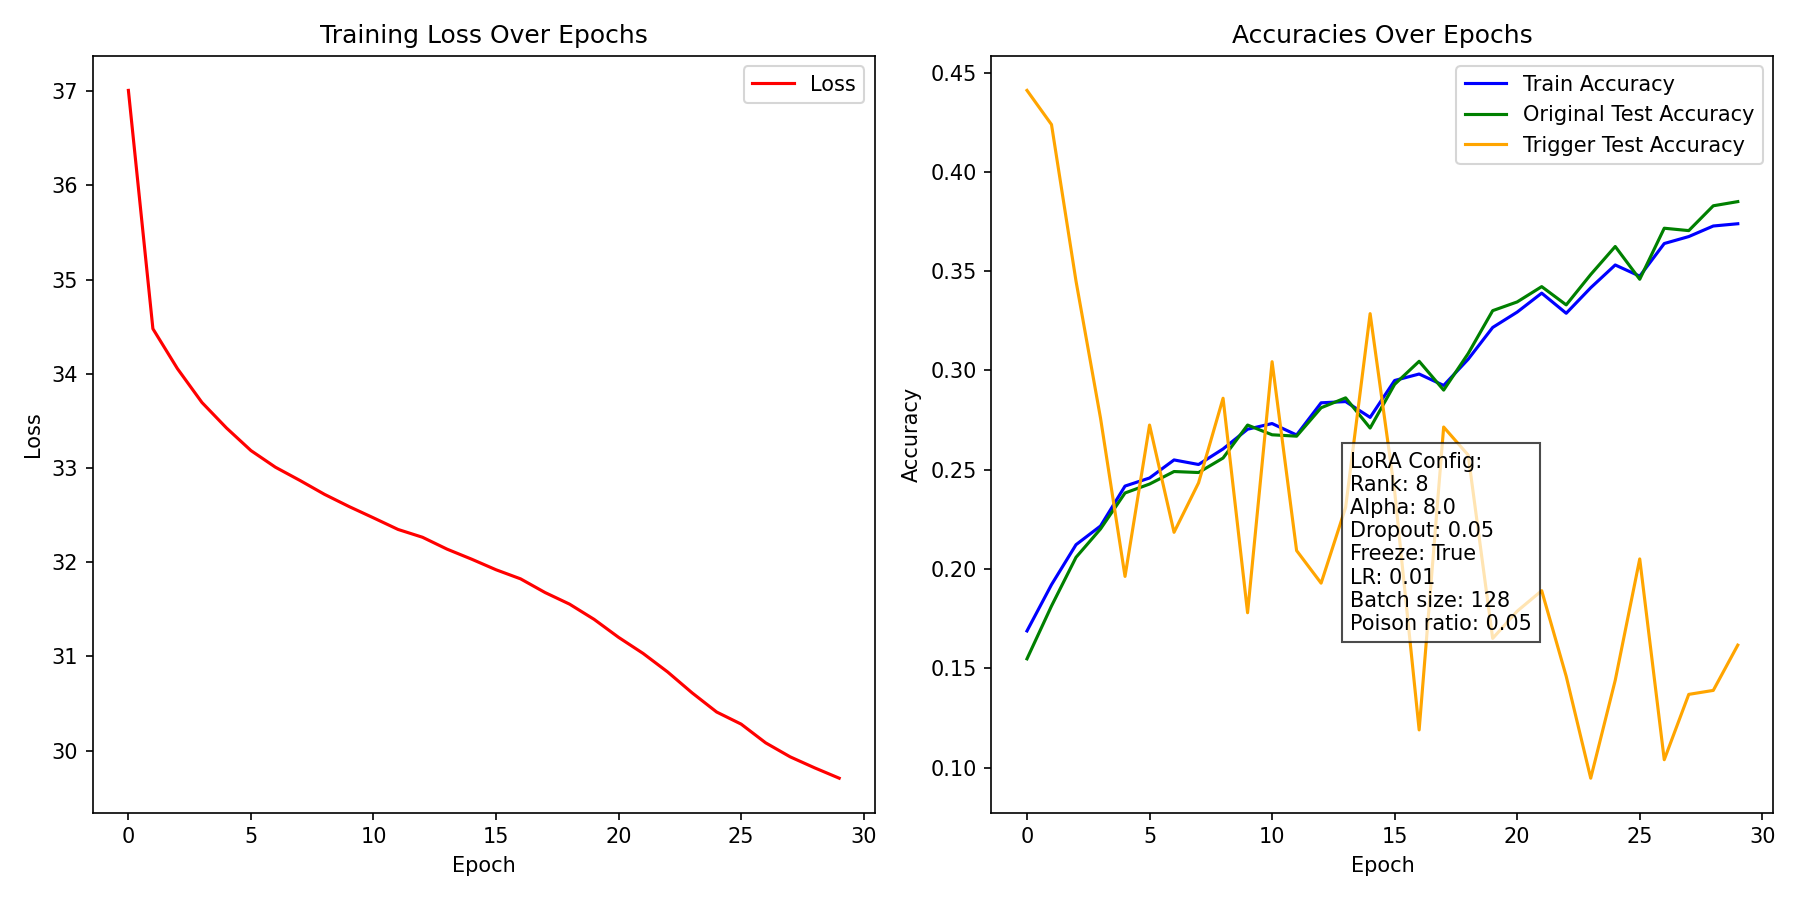 Training Loss Over Epochs
Loss
37
36
35
34
33
32
31
30
Loss
0 5 10 15 20 25 30
Epoch
Accuracies Over Epochs
Train Accuracy
Original Test Accuracy
Trigger Test Accuracy
0.45
0.40
0.35
0.30
0.25
0.20
0.15
0.10
Accuracy
LoRA Config:
Rank: 8
Alpha: 8.0
Dropout: 0.05
Freeze: True
LR: 0.01
Batch size: 128
Poison ratio: 0.05
0 5 10 15 20 25 30
Epoch